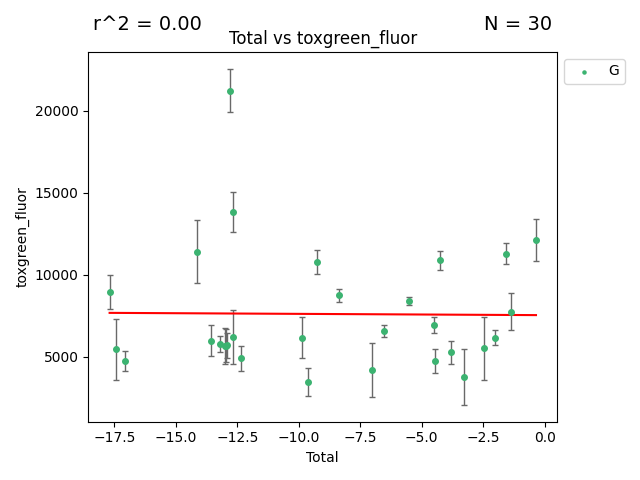 r^2 = 0.00
N = 30
Total vs toxgreen_fluor
G
20000
15000
10000
5000
toxgreen_fluor
−17.5 −15.0 −12.5 −10.0 −7.5 −5.0 −2.5 0.0
Total